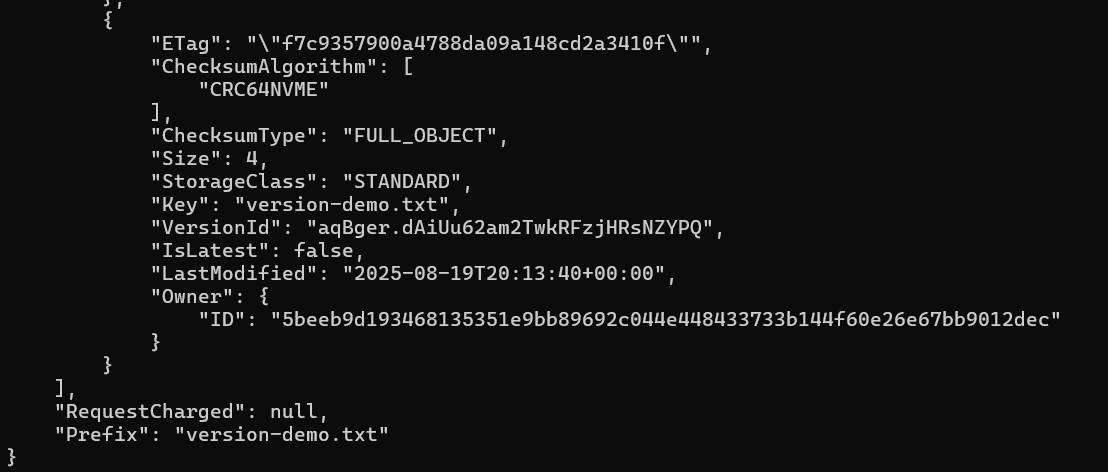 },
{
"ETag": "\"f7c9357900a4788da09a148cd2a3410f\"",
"ChecksumAlgorithm": [
"CRC64NVME"
],
"ChecksumType": "FULL_OBJECT",
"Size": 4,
"StorageClass": "STANDARD",
"Key": "version-demo.txt",
"VersionId": "aqBger.dAiUu62am2TwkRFzjHRsNZYPQ",
"IsLatest": false,
"LastModified": "2025-08-19T20:13:40+00:00",
"Owner": {
"ID": "5beeb9d193468135351e9bb89692c044e448433733b144f60e26e67bb9012dec"
}
}
],
"RequestCharged": null,
"Prefix": "version-demo.txt"
}